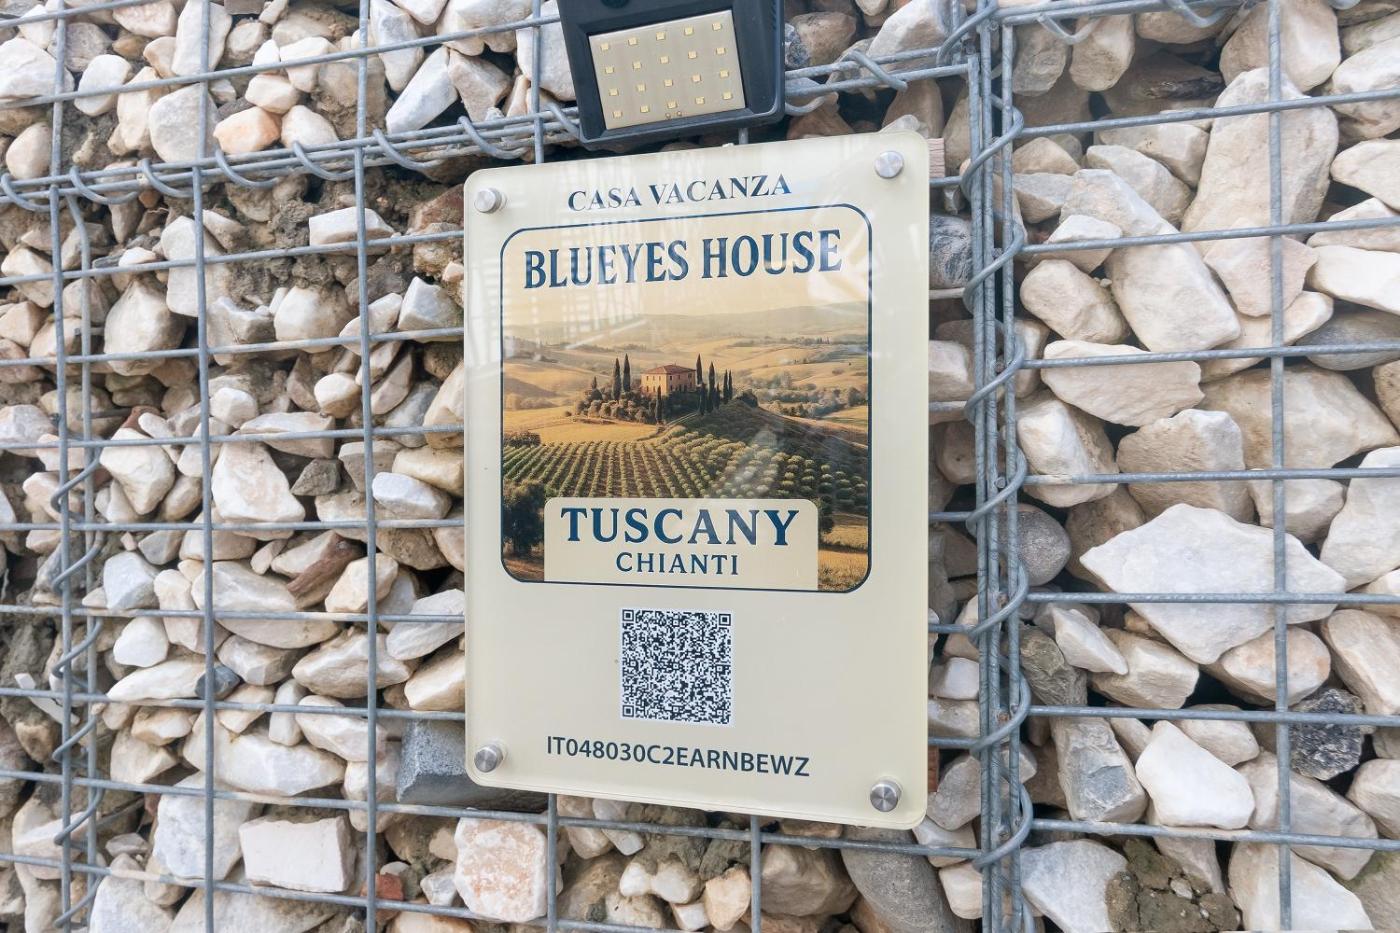 CASA VACANZA
BLUEYES HOUSE
TUSCANY
CHIANTI
IT048030C2EARNBEWZ